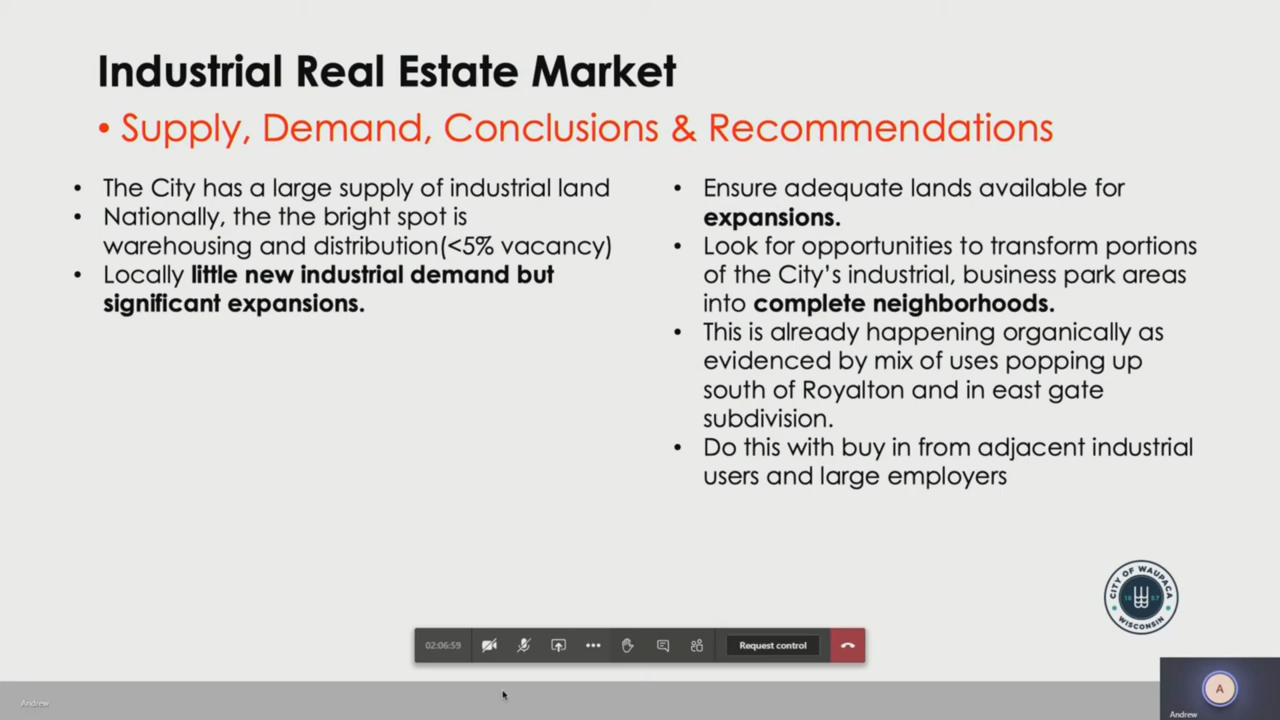 Industrial Real Estate Market
• Supply, Demand, Conclusions & Recommendations
• The City has a large supply of industrial land
• Nationally, the the bright spot is
warehousing and distribution(<5% vacancy)
• Locally little new industrial demand but
significant expansions.
• Ensure adequate lands available for
expansions.
• Look for opportunities to transform portions
of the City's industrial, business park areas
into complete neighborhoods.
• This is already happening organically as
evidenced by mix of uses popping up
south of Royalton and in east gate
subdivision.
• Do this with buy in from adjacent industrial
users and large employers
CITY OF WAUPACA
18 57
WISCONSIN
02:06:59
Request control
Andrew
A
Andrew